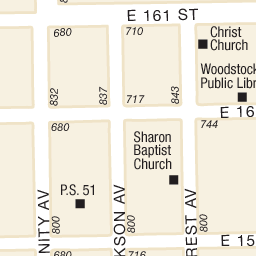 E 161 ST
680
710
Christ
Church
Woodstock
Public Libr
832
837
717
843
E 16
680
744
Sharon
Baptist
Church
P.S. 51
NITY AV
800
KSON AV
800
REST AV
800
E 15
680
716